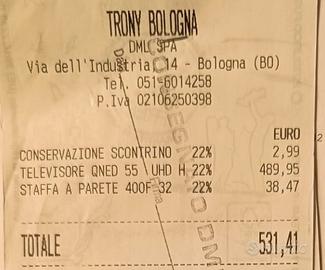 TRONY BOLOGNA
DML SPA
Via dell'Industria 14 - Bologna (BO)
Tel. 051-6014258
P.Iva 02106250398
EURO
CONSERVAZIONE SCONTRINO 22% 2,99
TELEVISORE QNED 55 UHD H 22% 489,95
STAFFA A PARETE 400F 32 22% 38,47
TOTALE 531,41